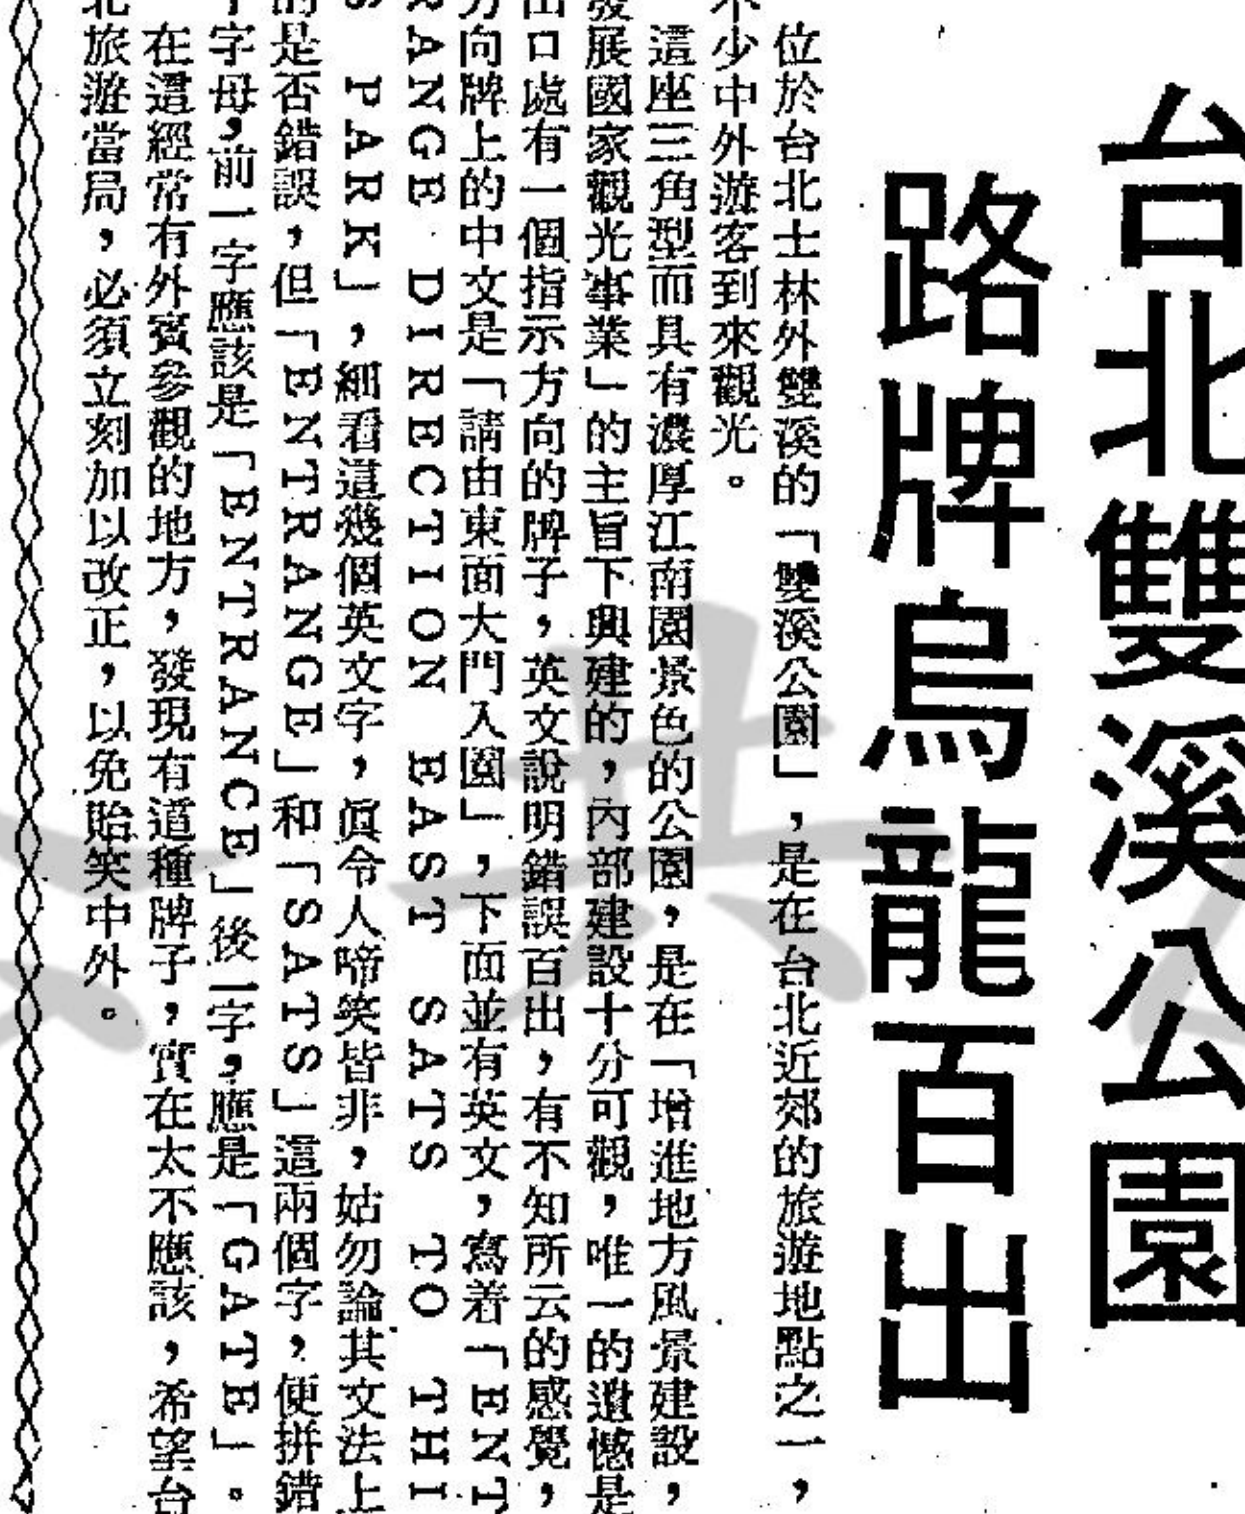 台北雙溪公園
路牌烏龍百出
位於台北士林外雙溪的「雙溪公園」,是在台北近郊的旅遊地點之一,
不少中外游客到來觀光。
這座三角型而具有濃厚江南園景色的公園,是在「增進地方風景建設,
發展國家觀光事業」的主旨下興建的,內部建設十分可觀,唯一的遺憾是
出口處有一個指示方向的牌子,英文說明錯誤百出,有不知所云的感覺,
方向牌上的中文是「請由東面大門入園」,下面並有英文,寫着「ENT
RANGE DIRECTION EAST SATS TO THI
S PARK」,細看這幾個英文字,眞令人啼笑皆非,姑勿論其文法上
的是否錯誤,但「ENTRANGE」和「SATS」這兩個字,便拼錯
字母,前一字應該是「ENTRANCE」後一字,應是「GATE」。
在這經常有外賓參觀的地方,發現有這種牌子,實在太不應該,希望台
北旅遊當局,必須立刻加以改正,以免貽笑中外。
共